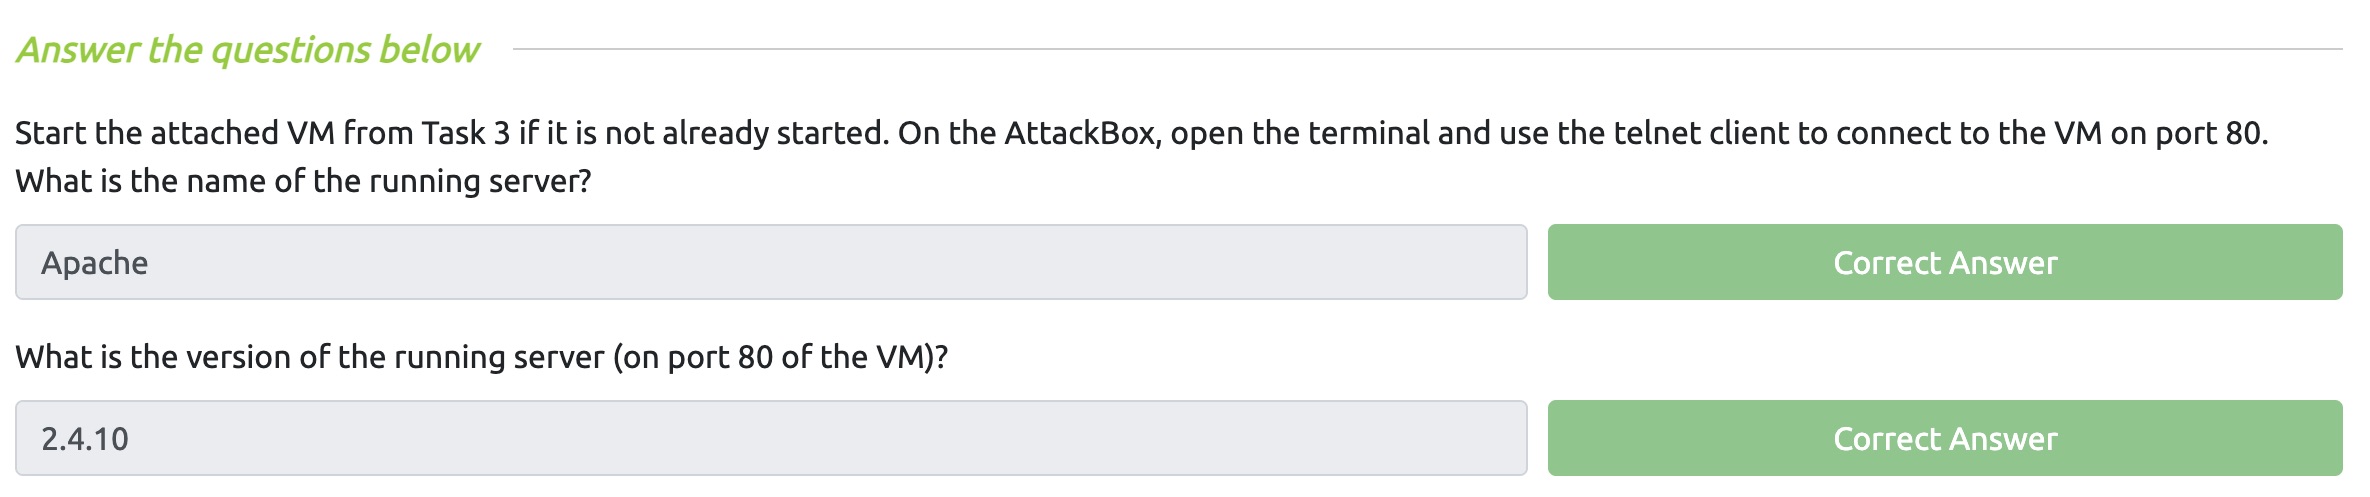 Answer the questions below
Start the attached VM from Task 3 if it is not already started. On the AttackBox, open the terminal and use the telnet client to connect to the VM on port 80.
What is the name of the running server?
Apache
Correct Answer
What is the version of the running server (on port 80 of the VM)?
2.4.10
Correct Answer